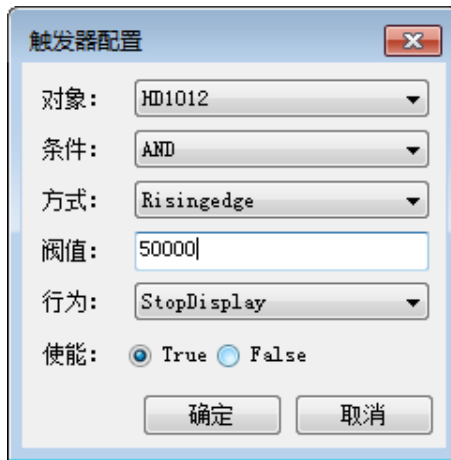 触发器配置
对象： HD1012
条件： AND
方式： Risingedge
阀值： 50000
行为： StopDisplay
使能： True False
确定 取消